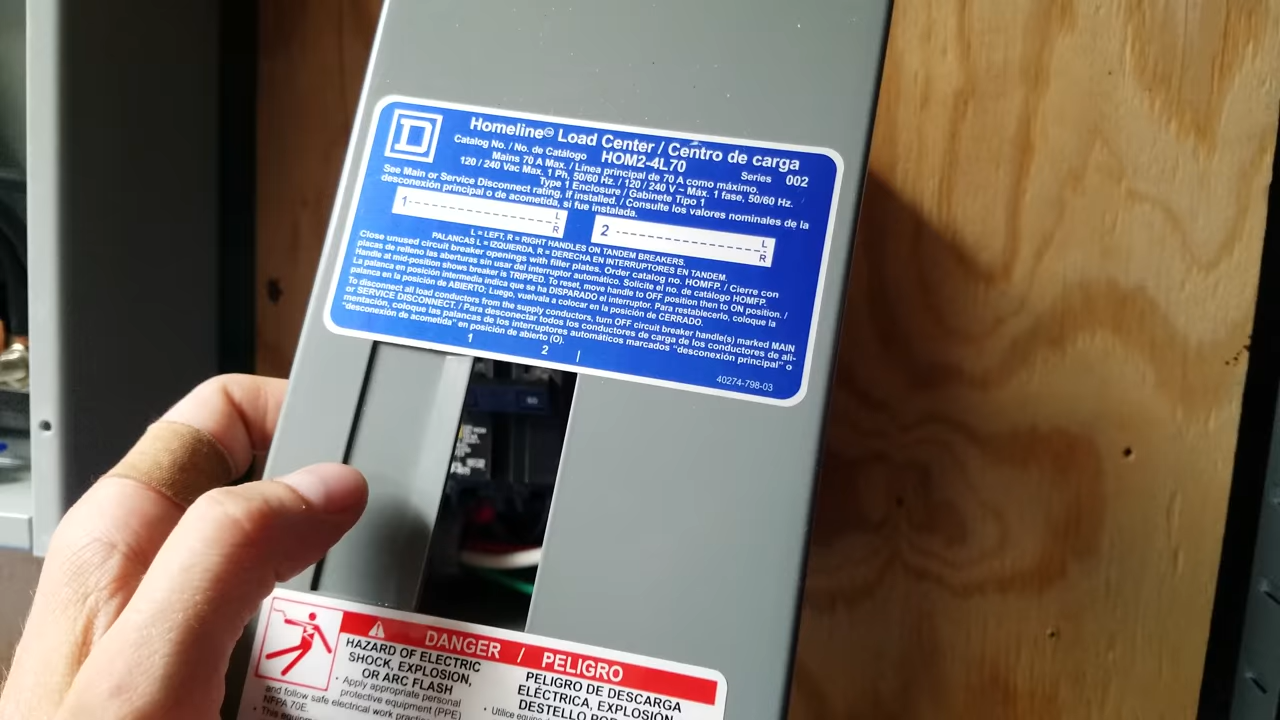 D
Homeline™ Load Center / Centro de carga
Catalog No. / No. de Catálogo HOM2-4L70 Series 002
Mains 70 A Max. / Línea principal de 70 A como máximo.
120 / 240 Vac Max. 1 Ph, 50/60 Hz. / 120 / 240 V ~ Máx. 1 fase, 50/60 Hz.
Type 1 Enclosure / Gabinete Tipo 1
See Main or Service Disconnect rating, if installed. / Consulte los valores nominales de la
desconexión principal o de acometida, si fue instalada.
1 L R
2 L R
L = LEFT, R = RIGHT HANDLES ON TANDEM BREAKERS.
PALANCAS L = IZQUIERDA, R = DERECHA EN INTERRUPTORES EN TANDEM.
Close unused circuit breaker openings with filler plates. Order catalog no. HOMFP. / Cierre con
placas de relleno las aberturas sin usar del interruptor automático. Solicite el no. de catálogo HOMFP.
Handle at mid-position shows breaker is TRIPPED. To reset, move handle to OFF position then to ON position. /
La palanca en posición intermedia indica que se ha DISPARADO el interruptor. Para restablecerlo, coloque la
palanca en la posición de ABIERTO; Luego, vuelvala a colocar en la posición de CERRADO.
To disconnect all load conductors from the supply conductors, turn OFF circuit breaker handle(s) marked MAIN
or SERVICE DISCONNECT. / Para desconectar todos los conductores de carga de los conductores de ali-
mentación, coloque las palancas de los interruptores automáticos marcados "desconexión principal" o
"desconexión de acometida" en posición de abierto (O).
1 2
40274-798-03
60
DANGER / PELIGRO
HAZARD OF ELECTRIC
SHOCK, EXPLOSION,
OR ARC FLASH
• Apply appropriate personal
protective equipment (PPE)
and follow safe electrical work
NFPA 70E.
• This
PELIGRO DE DESCARGA
ELÉCTRICA, EXPLOSIÓN
DESTELLO POR
• Utilice